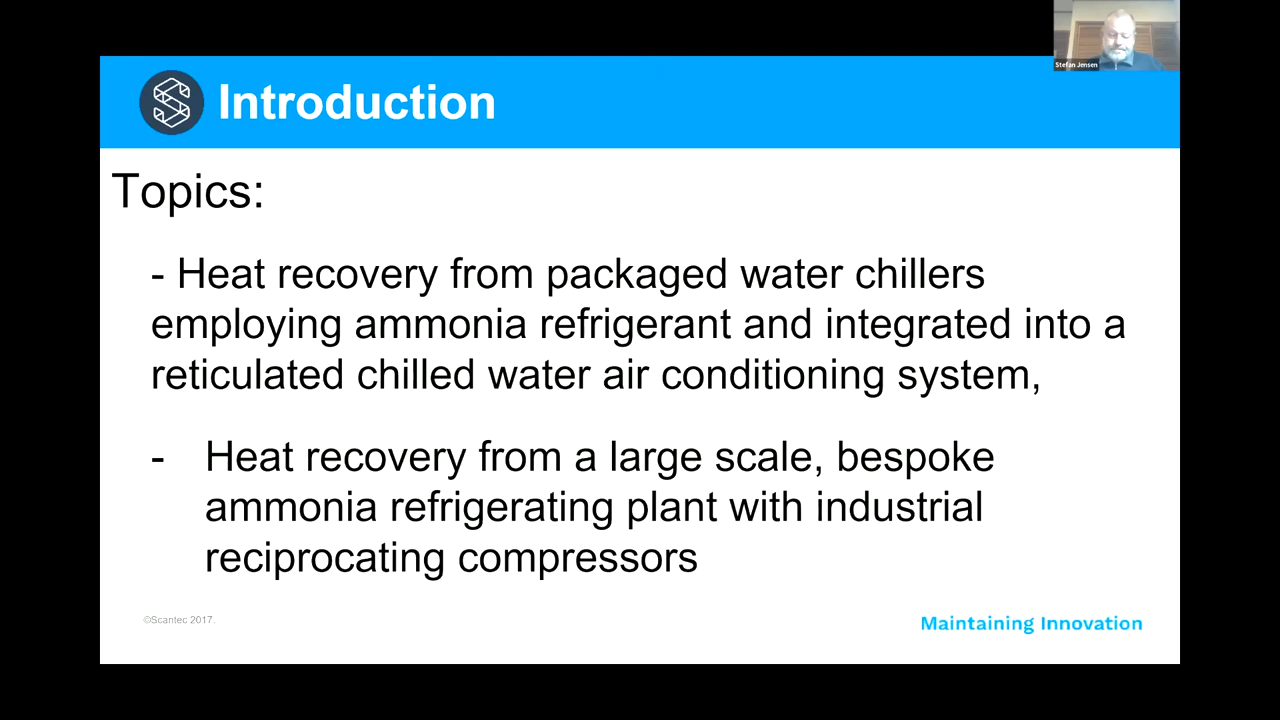 Stefan Jensen
Introduction
Topics:
- Heat recovery from packaged water chillers
employing ammonia refrigerant and integrated into a
reticulated chilled water air conditioning system,
- Heat recovery from a large scale, bespoke
ammonia refrigerating plant with industrial
reciprocating compressors
©Scantec 2017.
Maintaining Innovation